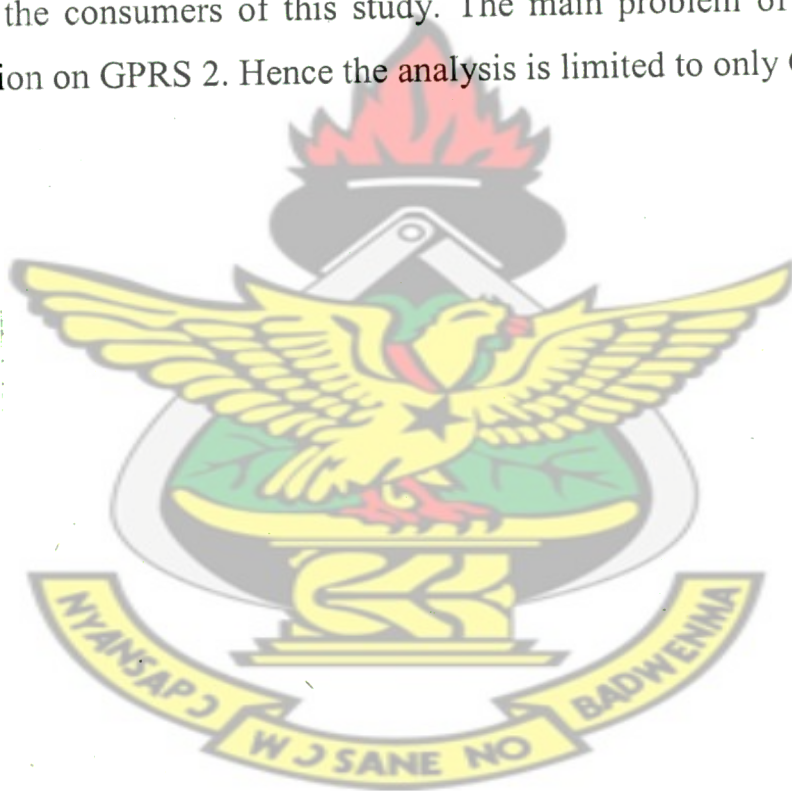 the consumers of this study. The main problem of
ion on GPRS 2. Hence the analysis is limited to only
NYANSAPƆ
WƆSANE NO
BADWENMA